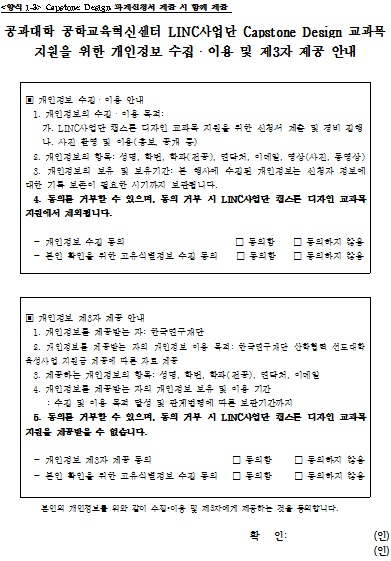 <양식 1-3> Capstone Design 과제신청서 제출 시 함께 제출
공과대학 공학교육혁신센터 LINC사업단 Capstone Design 교과목
지원을 위한 개인정보 수집·이용 및 제3자 제공 안내
▣ 개인정보 수집·이용 안내
1. 개인정보의 수집·이용 목적:
가. LINC사업단 캡스톤 디자인 교과목 지원을 위한 신청서 제출 및 경비 집행
나. 사진 촬영 및 이용(홍보, 공개 등)
2. 개인정보의 항목: 성명, 학번, 학과(전공), 연락처, 이메일, 영상(사진, 동영상)
3. 개인정보의 보유 및 보유기간: 본 행사에 수집된 개인정보는 신청자 정보에
대한 기록 보존이 필요한 시기까지 보관됩니다.
4. 동의를 거부할 수 있으며, 동의 거부 시 LINC사업단 캡스톤 디자인 교과목
지원에서 제외됩니다.
- 개인정보 수집 동의 □ 동의함 □ 동의하지 않음
- 본인 확인을 위한 고유식별정보 수집 동의 □ 동의함 □ 동의하지 않음
▣ 개인정보 제3자 제공 안내
1. 개인정보를 제공받는 자: 한국연구재단
2. 개인정보를 제공받는 자의 개인정보 이용 목적: 한국연구재단 산학협력 선도대학
육성사업 지원금 제공에 따른 자료 제공
3. 제공하는 개인정보의 항목: 성명, 학번, 학과(전공), 연락처, 이메일
4. 개인정보를 제공받는 자의 개인정보 보유 및 이용 기간
: 수집 및 이용 목적 달성 및 관계법령에 따른 보관기간까지
5. 동의를 거부할 수 있으며, 동의 거부 시 LINC사업단 캡스톤 디자인 교과목
지원을 제공받을 수 없습니다.
- 개인정보 제3자 제공 동의 □ 동의함 □ 동의하지 않음
- 본인 확인을 위한 고유식별정보 수집 동의 □ 동의함 □ 동의하지 않음
본인의 개인정보를 위와 같이 수집·이용 및 제3자에게 제공하는 것을 동의합니다.
확 인: (인)
(인)